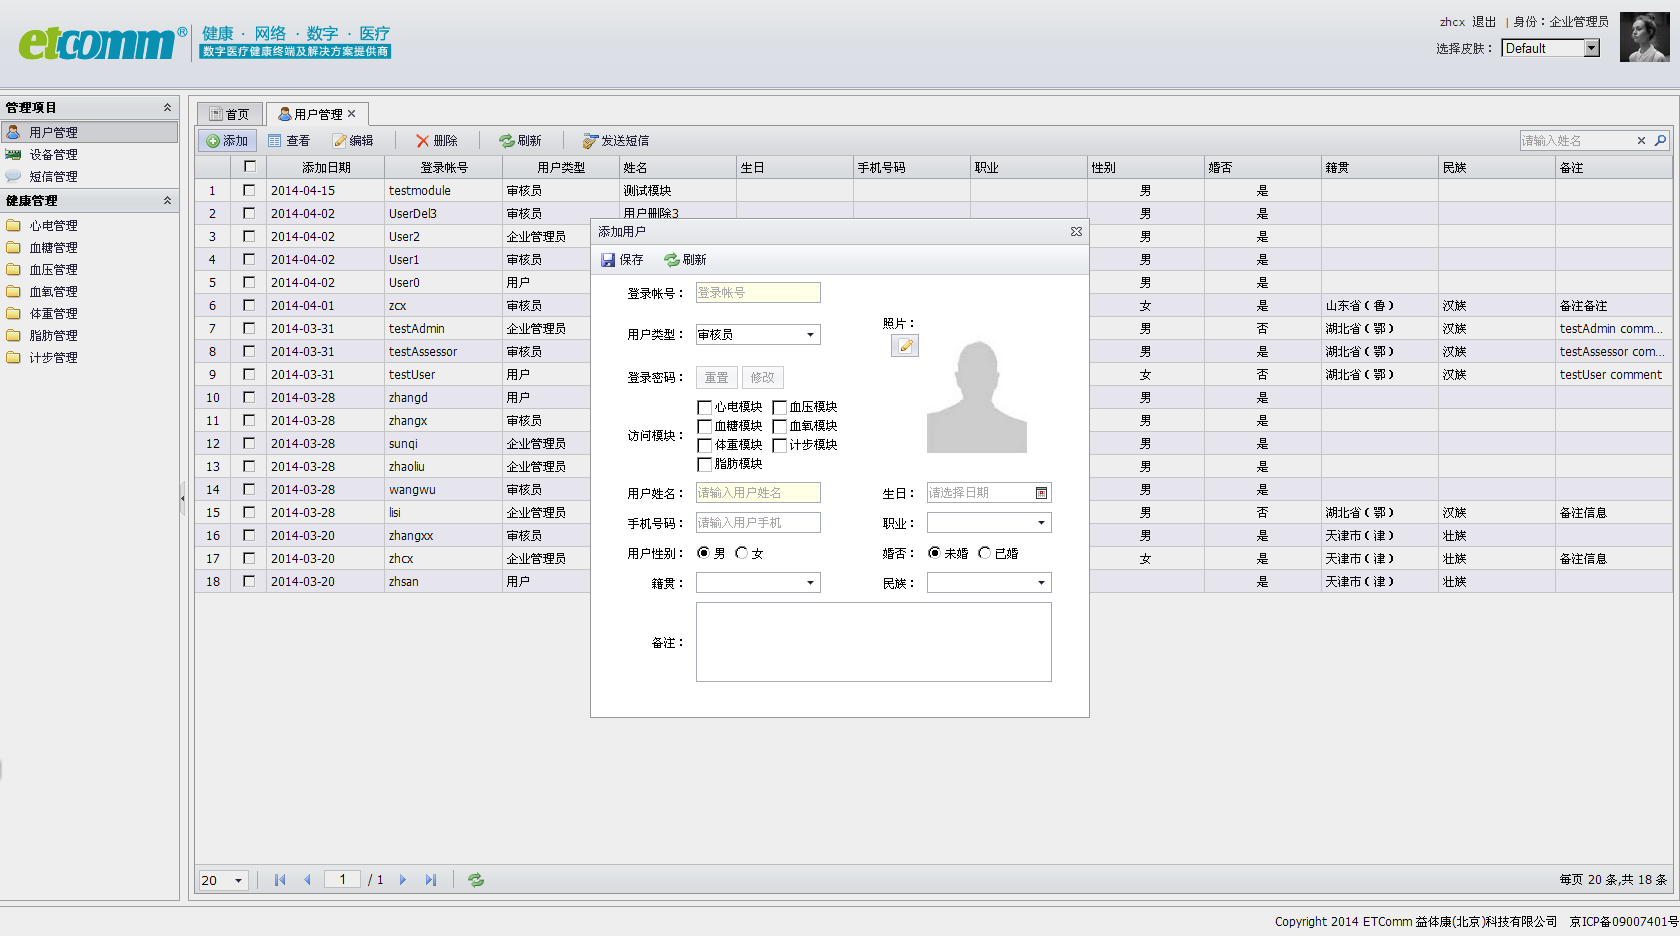 etcomm®
健康 · 网络 · 数字 · 医疗
数字医疗健康终端及解决方案提供商
zhcx 退出 | 身份：企业管理员
选择皮肤： Default
管理项目
用户管理
设备管理
短信管理
健康管理
心电管理
血糖管理
血压管理
血氧管理
体重管理
脂肪管理
计步管理
首页 用户管理
添加 查看 编辑 删除 刷新 发送短信 请输入姓名
添加日期 登录帐号 用户类型 姓名 生日 手机号码 职业 性别 婚否 籍贯 民族 备注
1 2014-04-15 testmodule 审核员 测试模块 男 是
2 2014-04-02 UserDel3 审核员 用户删除3 男 是
3 2014-04-02 User2 企业管理员 男 是
4 2014-04-02 User1 审核员 男 是
5 2014-04-02 User0 用户 男 是
6 2014-04-01 zcx 审核员 女 是 山东省（鲁） 汉族 备注备注
7 2014-03-31 testAdmin 企业管理员 男 否 湖北省（鄂） 汉族 testAdmin comm...
8 2014-03-31 testAssessor 审核员 男 是 湖北省（鄂） 汉族 testAssessor com...
9 2014-03-31 testUser 用户 女 否 湖北省（鄂） 汉族 testUser comment
10 2014-03-28 zhangd 用户 男 是
11 2014-03-28 zhangx 审核员 男 是
12 2014-03-28 sunqi 企业管理员 男 是
13 2014-03-28 zhaoliu 企业管理员 男 是
14 2014-03-28 wangwu 审核员 男 是
15 2014-03-28 lisi 企业管理员 男 否 湖北省（鄂） 汉族 备注信息
16 2014-03-20 zhangxx 审核员 男 是 天津市（津） 壮族
17 2014-03-20 zhcx 企业管理员 女 是 天津市（津） 壮族 备注信息
18 2014-03-20 zhsan 用户 是 天津市（津） 壮族
添加用户
保存 刷新
登录帐号： 登录帐号
用户类型： 审核员
照片：
登录密码： 重置 修改
访问模块：
心电模块 血压模块
血糖模块 血氧模块
体重模块 计步模块
脂肪模块
用户姓名： 请输入用户姓名 生日： 请选择日期
手机号码： 请输入用户手机 职业：
用户性别： 男 女 婚否： 未婚 已婚
籍贯： 民族：
备注：
20 1 / 1 每页 20 条,共 18 条
Copyright 2014 ETComm 益体康(北京)科技有限公司 京ICP备09007401号